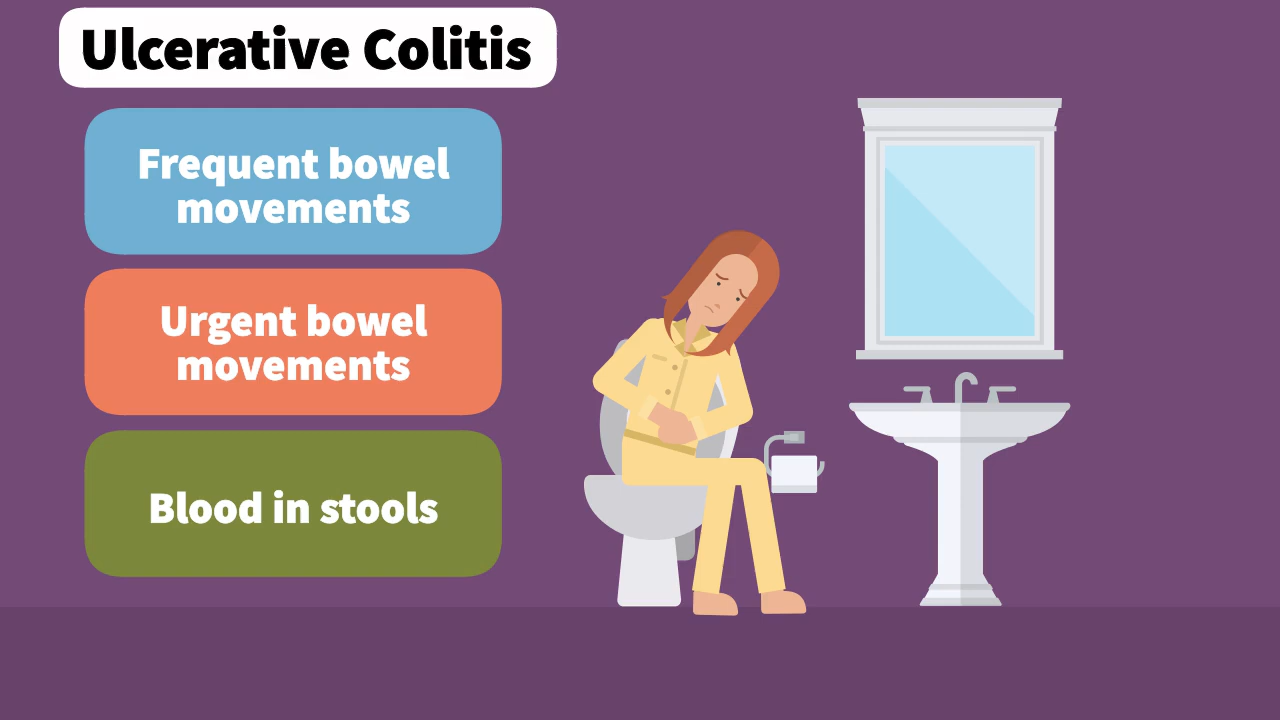 Ulcerative Colitis
Frequent bowel
movements
Urgent bowel
movements
Blood in stools